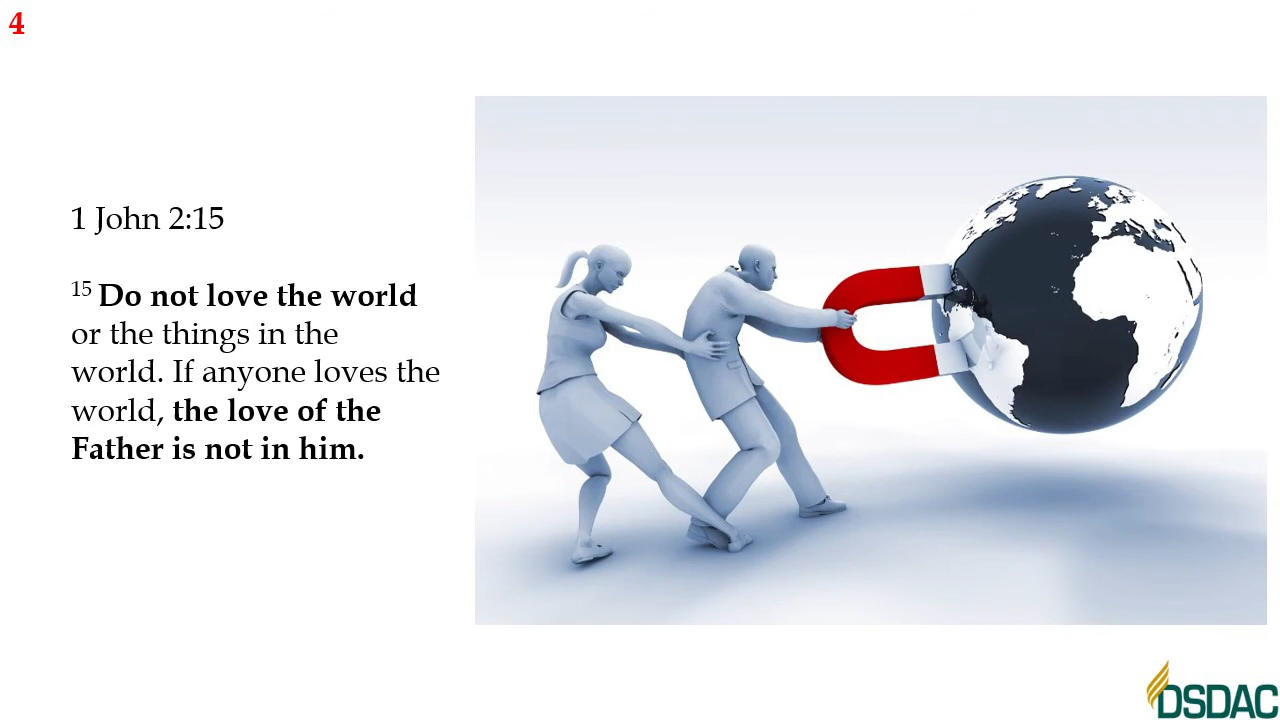 4
1 John 2:15
15 Do not love the world
or the things in the
world. If anyone loves the
world, the love of the
Father is not in him.
DSDAC